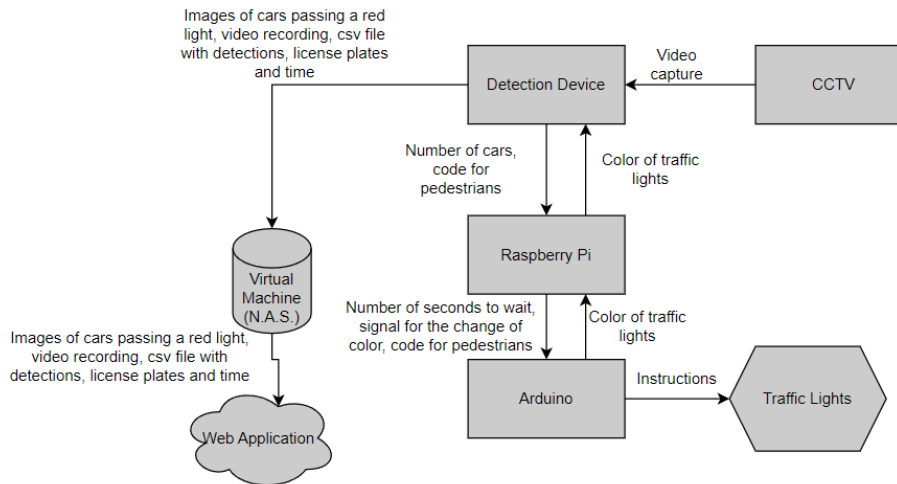 Images of cars passing a red
light, video recording, csv file
with detections, license plates
and time
Detection Device
Video
capture
CCTV
Number of cars,
code for
pedestrians
Color of traffic
lights
Raspberry Pi
Virtual
Machine
(N.A.S.)
Number of seconds to wait,
signal for the change of
color, code for pedestrians
Color of traffic
lights
Images of cars passing a red light,
video recording, csv file with
detections, license plates and time
Arduino
Instructions
Traffic Lights
Web Application